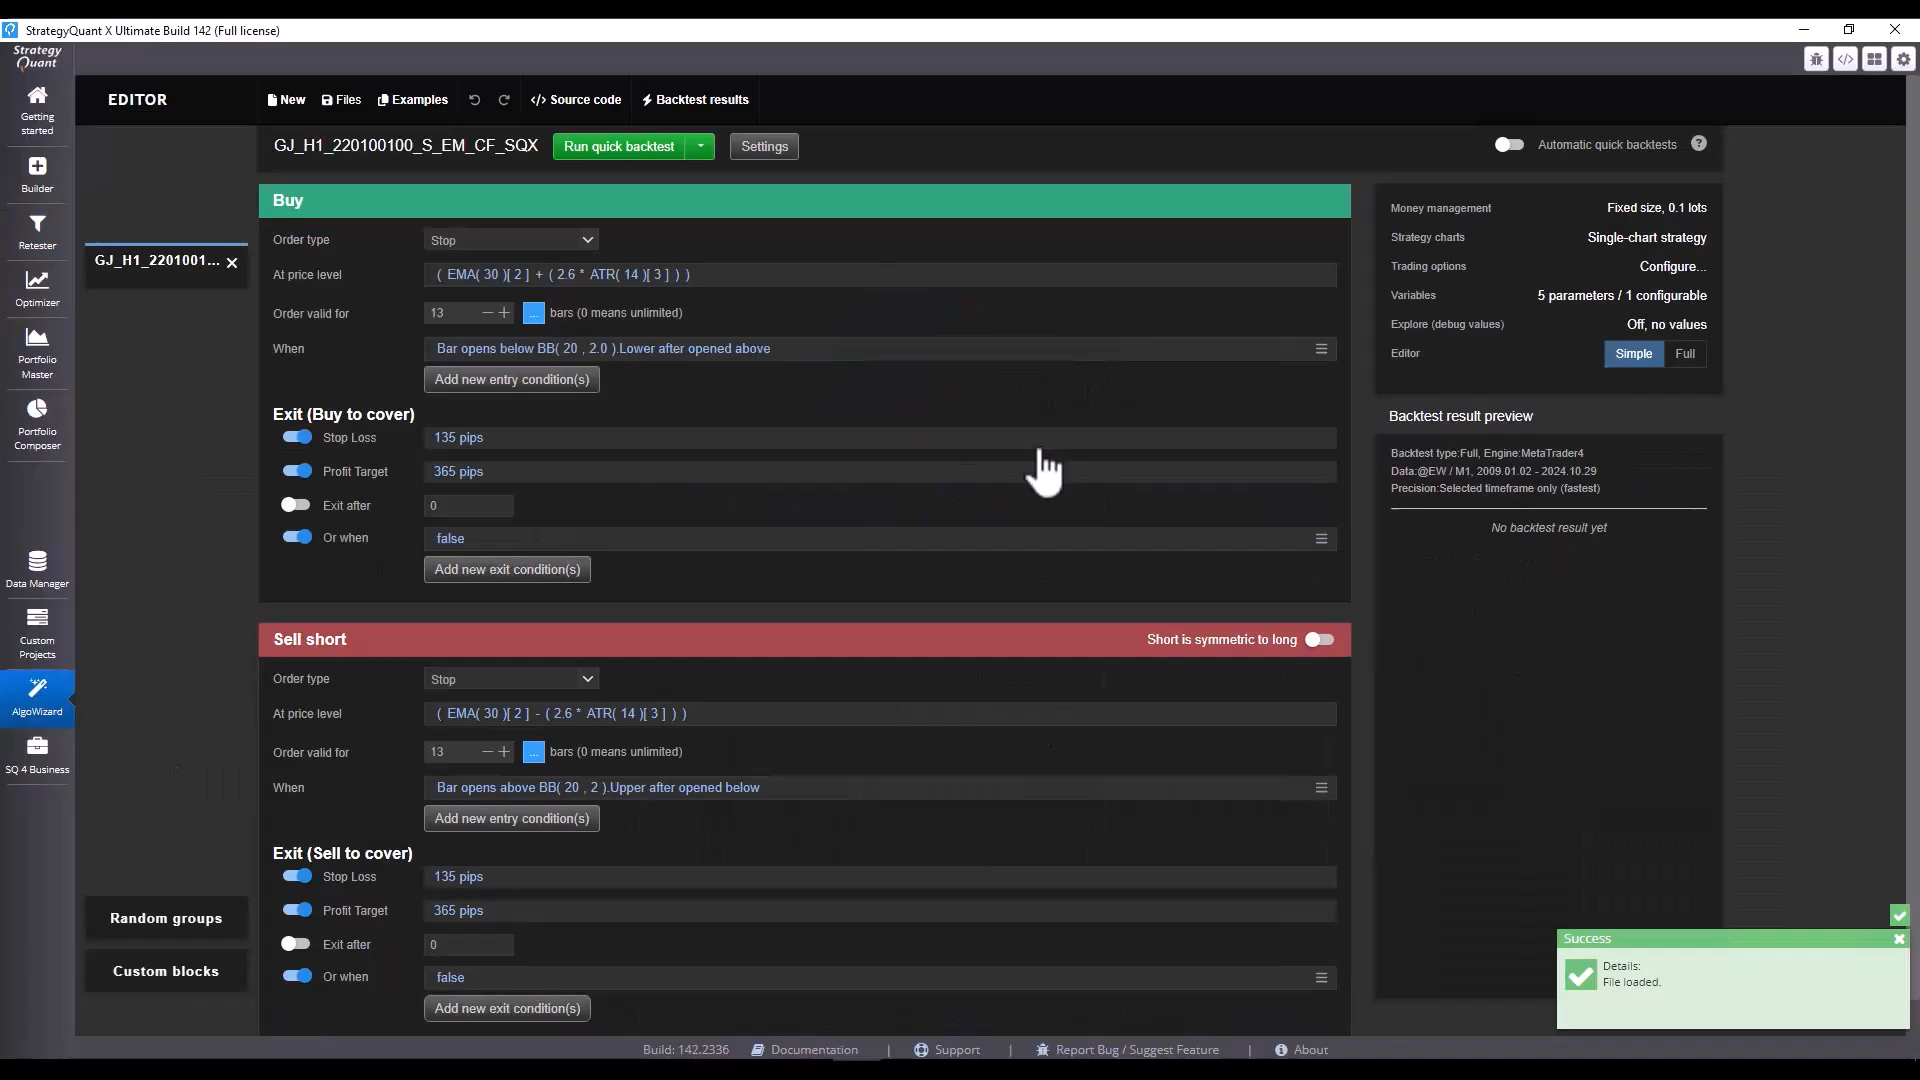 StrategyQuant X Ultimate Build 142 (Full license)
Strategy
Quant
EDITOR
New
Files
Examples
</> Source code
Backtest results
Getting
started
Builder
Retester
Optimizer
Portfolio
Master
Portfolio
Composer
Data Manager
Custom
Projects
AlgoWizard
SQ 4 Business
GJ_H1_2201001...
Random groups
Custom blocks
GJ_H1_220100100_S_EM_CF_SQX
Run quick backtest
Settings
Automatic quick backtests
?
Buy
Order type
Stop
At price level
( EMA( 30 )[ 2 ] + ( 2.6 * ATR( 14 )[ 3 ] ) )
Order valid for
13
...
bars (0 means unlimited)
When
Bar opens below BB( 20 , 2.0 ).Lower after opened above
Add new entry condition(s)
Exit (Buy to cover)
Stop Loss
135 pips
Profit Target
365 pips
Exit after
0
Or when
false
Add new exit condition(s)
Sell short
Short is symmetric to long
Order type
Stop
At price level
( EMA( 30 )[ 2 ] - ( 2.6 * ATR( 14 )[ 3 ] ) )
Order valid for
13
...
bars (0 means unlimited)
When
Bar opens above BB( 20 , 2 ).Upper after opened below
Add new entry condition(s)
Exit (Sell to cover)
Stop Loss
135 pips
Profit Target
365 pips
Exit after
0
Or when
false
Add new exit condition(s)
Money management
Fixed size, 0.1 lots
Strategy charts
Single-chart strategy
Trading options
Configure...
Variables
5 parameters / 1 configurable
Explore (debug values)
Off, no values
Editor
Simple
Full
Backtest result preview
Backtest type:Full, Engine:MetaTrader4
Data:@EW / M1, 2009.01.02 - 2024.10.29
Precision:Selected timeframe only (fastest)
No backtest result yet
Success
Details:
File loaded.
Build: 142.2336
Documentation
|
Support
|
Report Bug / Suggest Feature
|
About